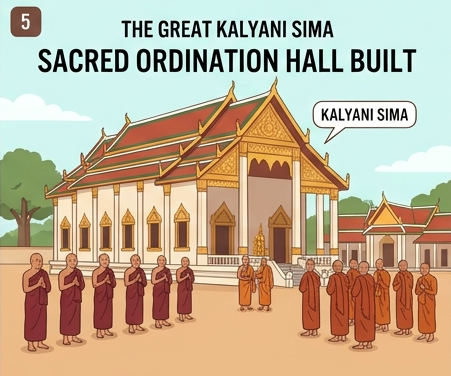 5
THE GREAT KALYANI SIMA
SACRED ORDINATION HALL BUILT
KALYANI SIMA